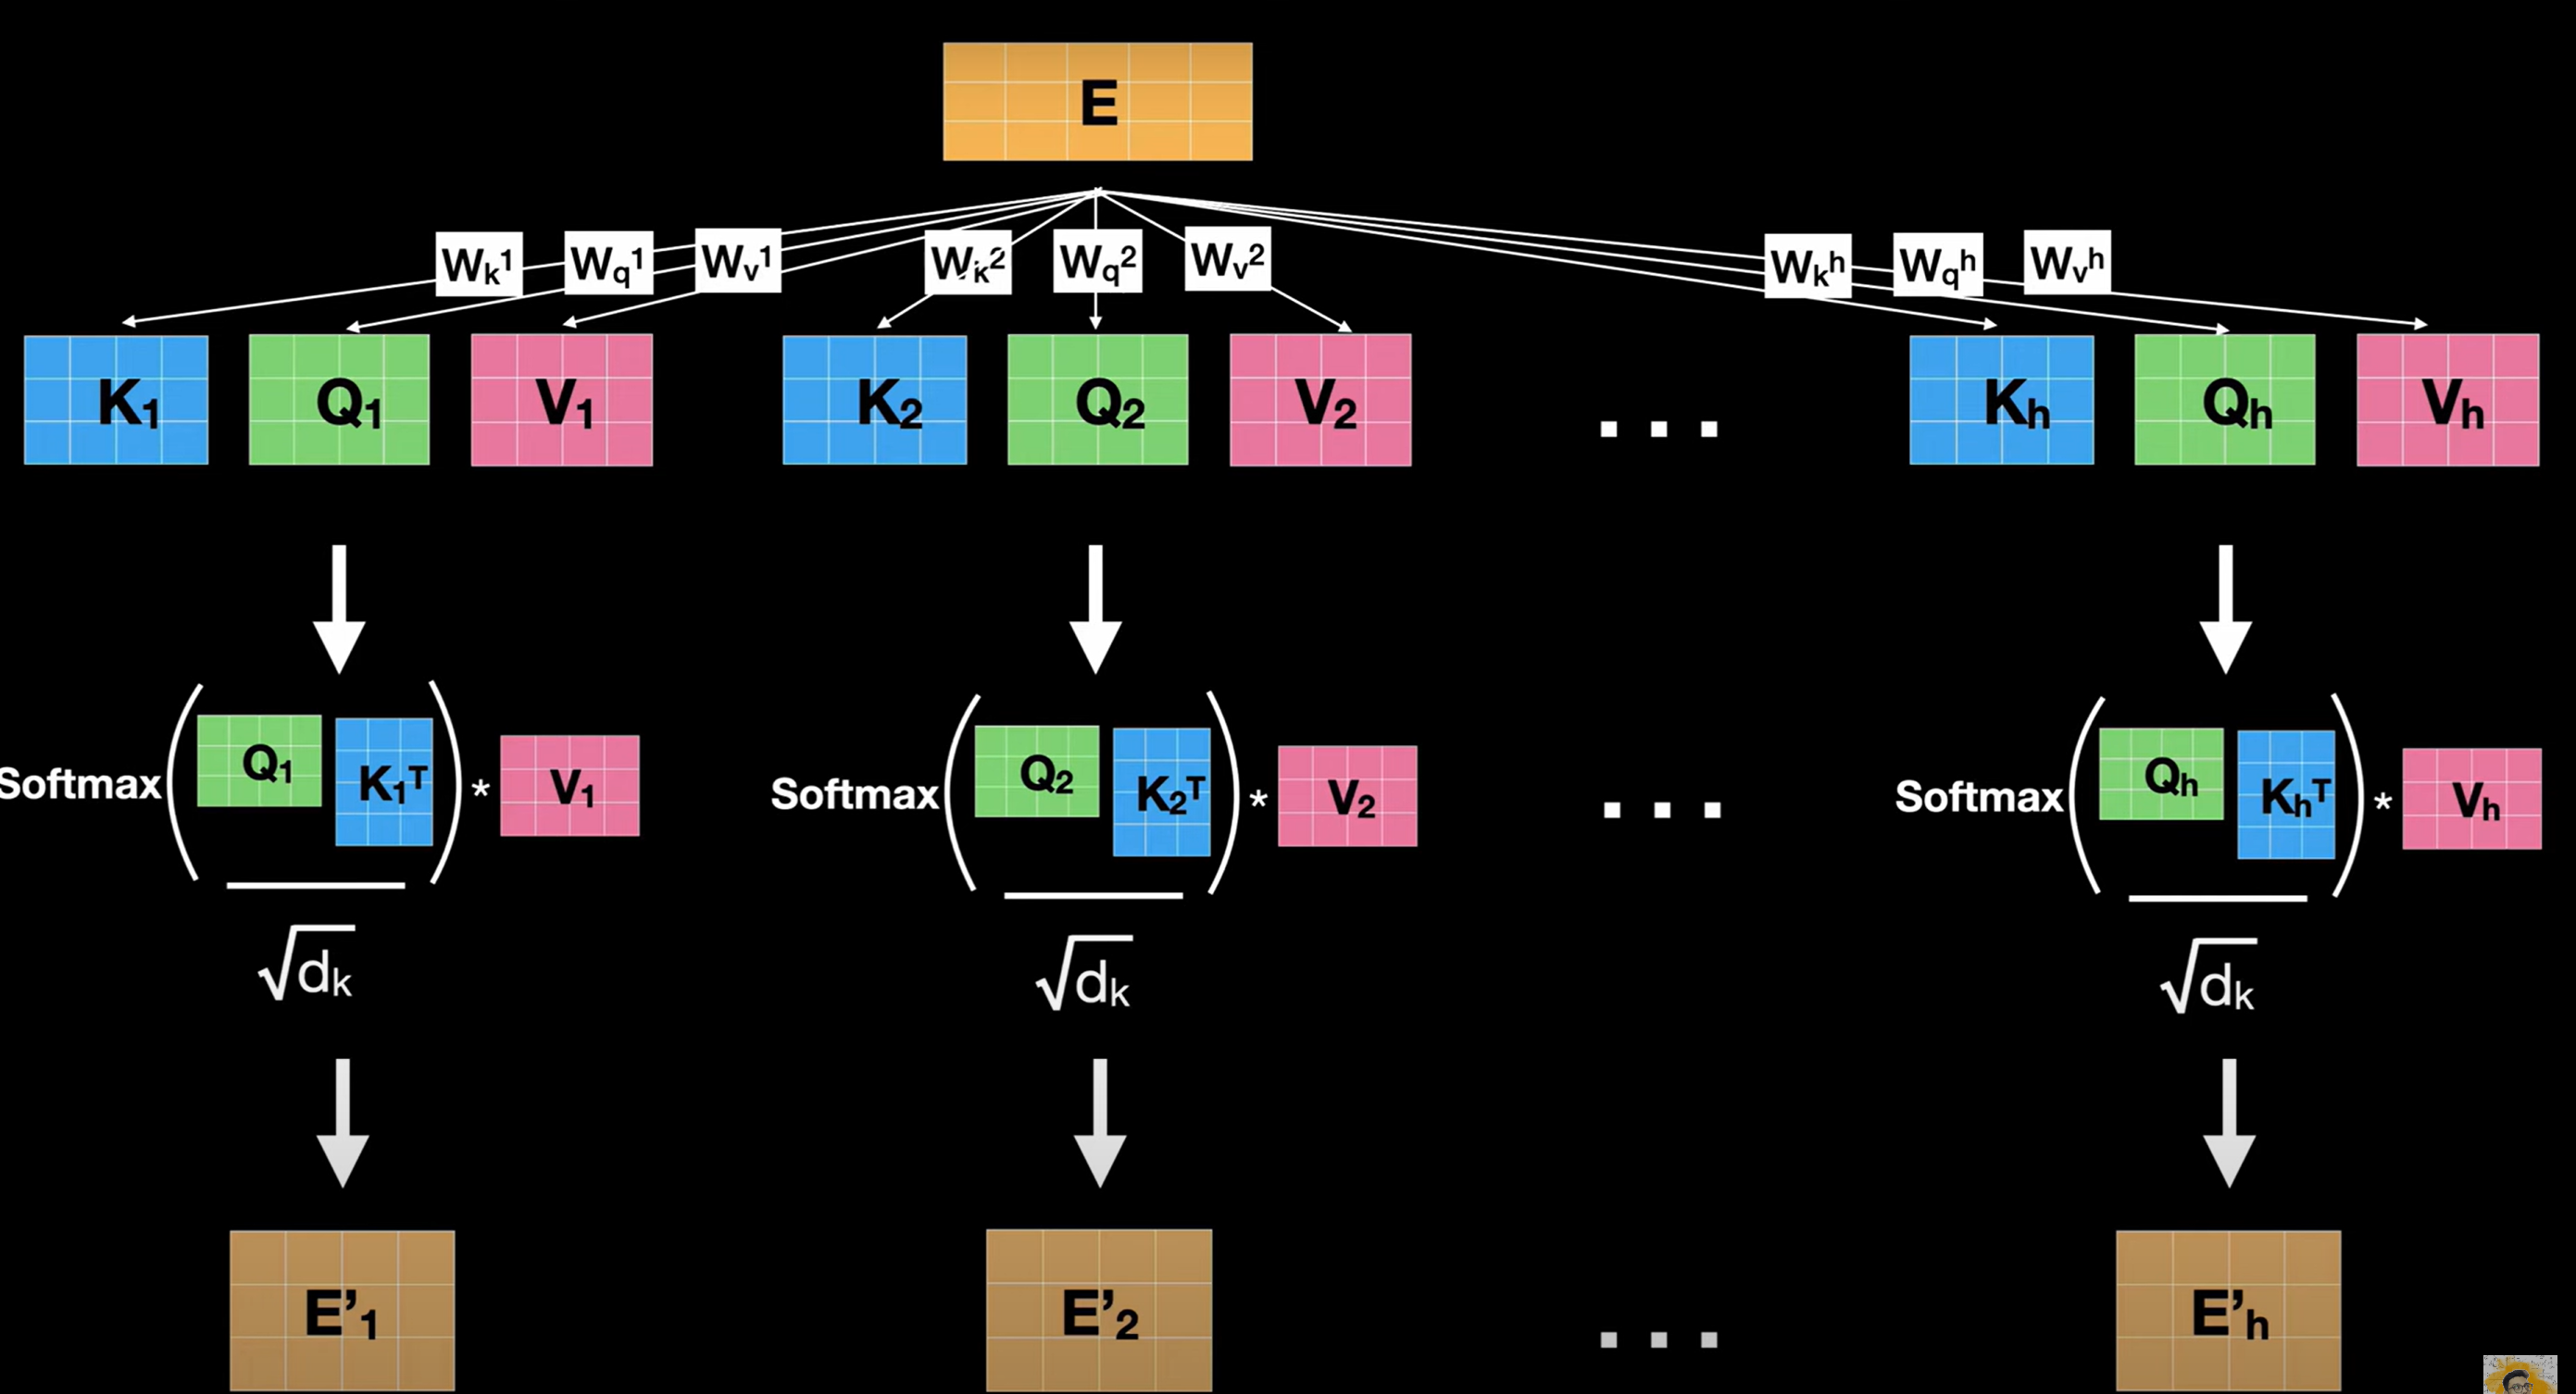 E
Wk¹ Wq¹ Wv¹ Wk² Wq² Wv² Wkʰ Wqʰ Wvʰ
K₁ Q₁ V₁ K₂ Q₂ V₂ ... Kh Qh Vh
Softmax(Q₁ K₁ᵀ) * V₁ Softmax(Q₂ K₂ᵀ) * V₂ ... Softmax(Qh Khᵀ) * Vh
√dk √dk √dk
E’₁ E’₂ ... E’h